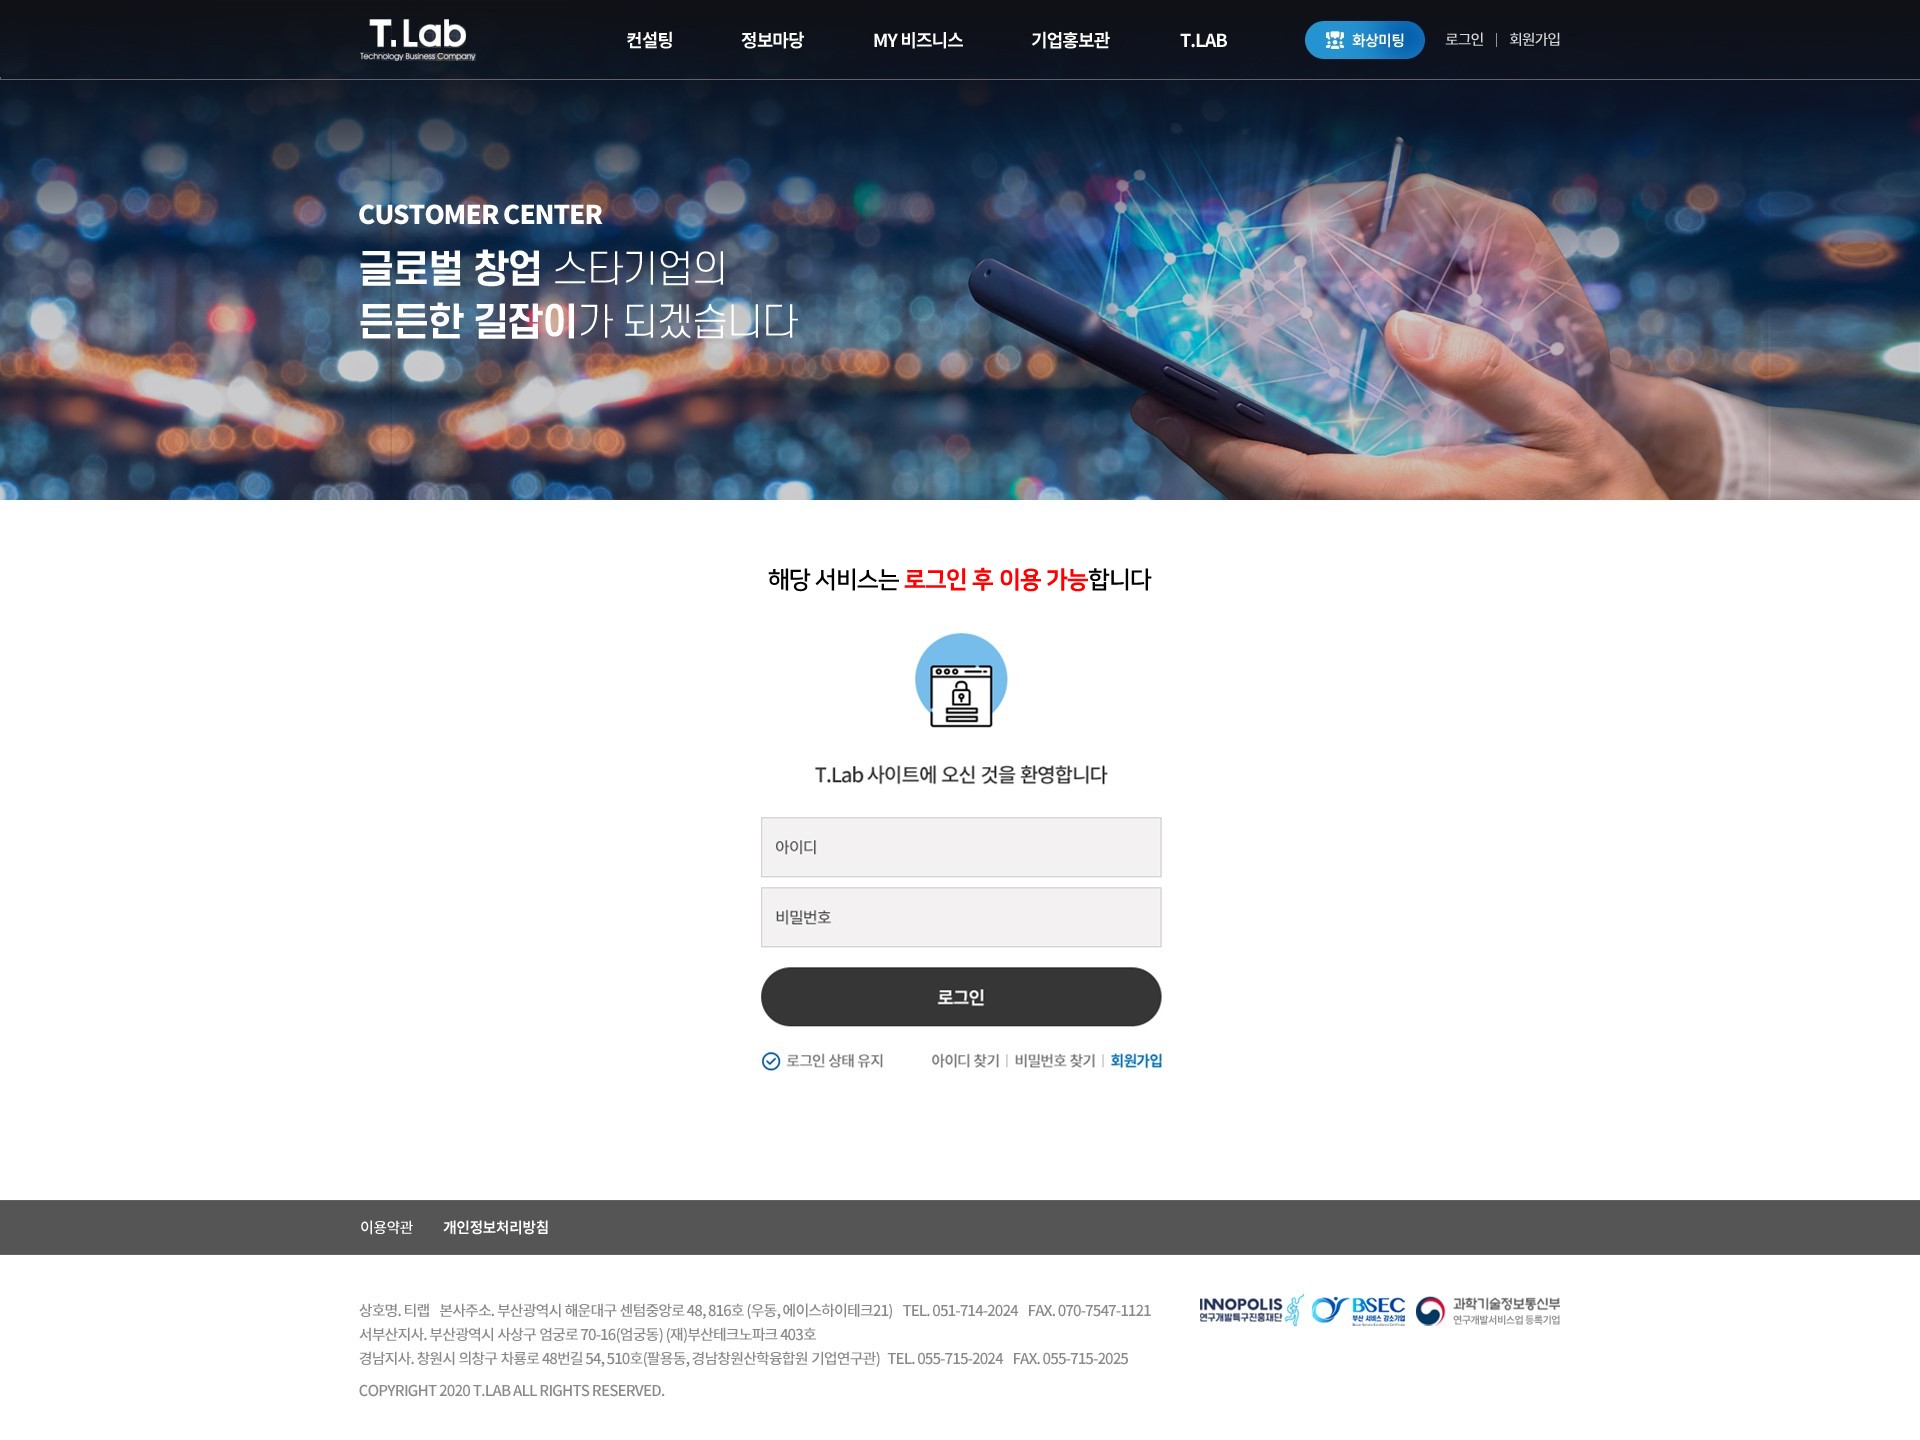 T.Lab
Technology Business Company
컨설팅 정보마당 MY 비즈니스 기업홍보관 T.LAB
화상미팅 로그인 회원가입
CUSTOMER CENTER
글로벌 창업 스타기업의
든든한 길잡이가 되겠습니다
해당 서비스는 로그인 후 이용 가능합니다
T.Lab 사이트에 오신 것을 환영합니다
아이디
비밀번호
로그인
로그인 상태 유지 아이디 찾기 비밀번호 찾기 회원가입
이용약관 개인정보처리방침
상호명. 티랩 본사주소. 부산광역시 해운대구 센텀중앙로 48, 816호 (우동, 에이스하이테크21) TEL. 051-714-2024 FAX. 070-7547-1121
서부산지사. 부산광역시 사상구 엄궁로 70-16(엄궁동) (재)부산테크노파크 403호
경남지사. 창원시 의창구 차룡로 48번길 54, 510호(팔용동, 경남창원산학융합원 기업연구관) TEL. 055-715-2024 FAX. 055-715-2025
COPYRIGHT 2020 T.LAB ALL RIGHTS RESERVED.
INNOPOLIS
연구개발특구진흥재단
BSEC
부산 서비스 강소기업
과학기술정보통신부
연구개발서비스업 등록기업